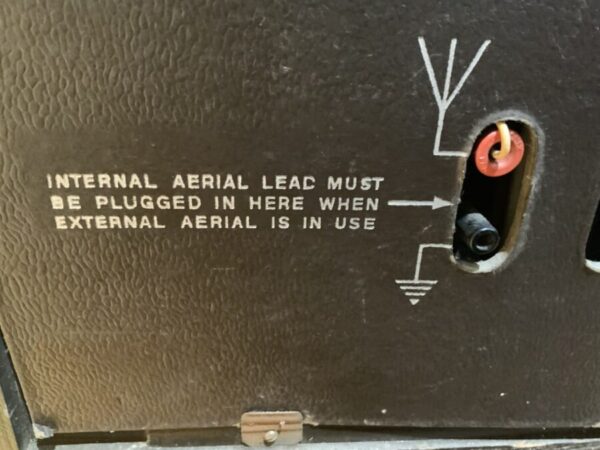 INTERNAL AERIAL LEAD MUST
BE PLUGGED IN HERE WHEN
EXTERNAL AERIAL IS IN USE